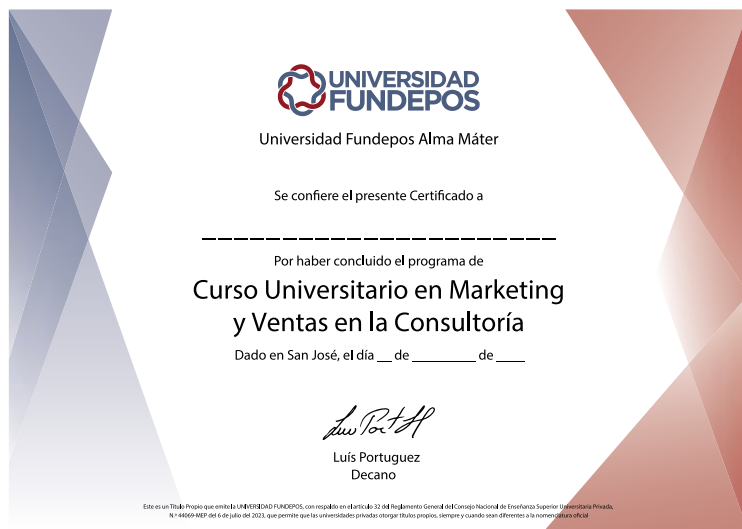 UNIVERSIDAD
FUNDEPOS
Universidad Fundepos Alma Máter
Se confiere el presente Certificado a
_______________________
Por haber concluido el programa de
Curso Universitario en Marketing
y Ventas en la Consultoría
Dado en San José, el día __ de ________ de ____
Luís Portuguez
Decano
Este es un Título Propio que emite la UNIVERSIDAD FUNDEPOS, con respaldo en el artículo 32 del Reglamento General del Consejo Nacional de Enseñanza Superior Universitaria Privada,
N.º 44069-MEP del 6 de julio del 2023, que permite que las universidades privadas otorgar títulos propios, siempre y cuando sean diferentes a la nomenclatura oficial